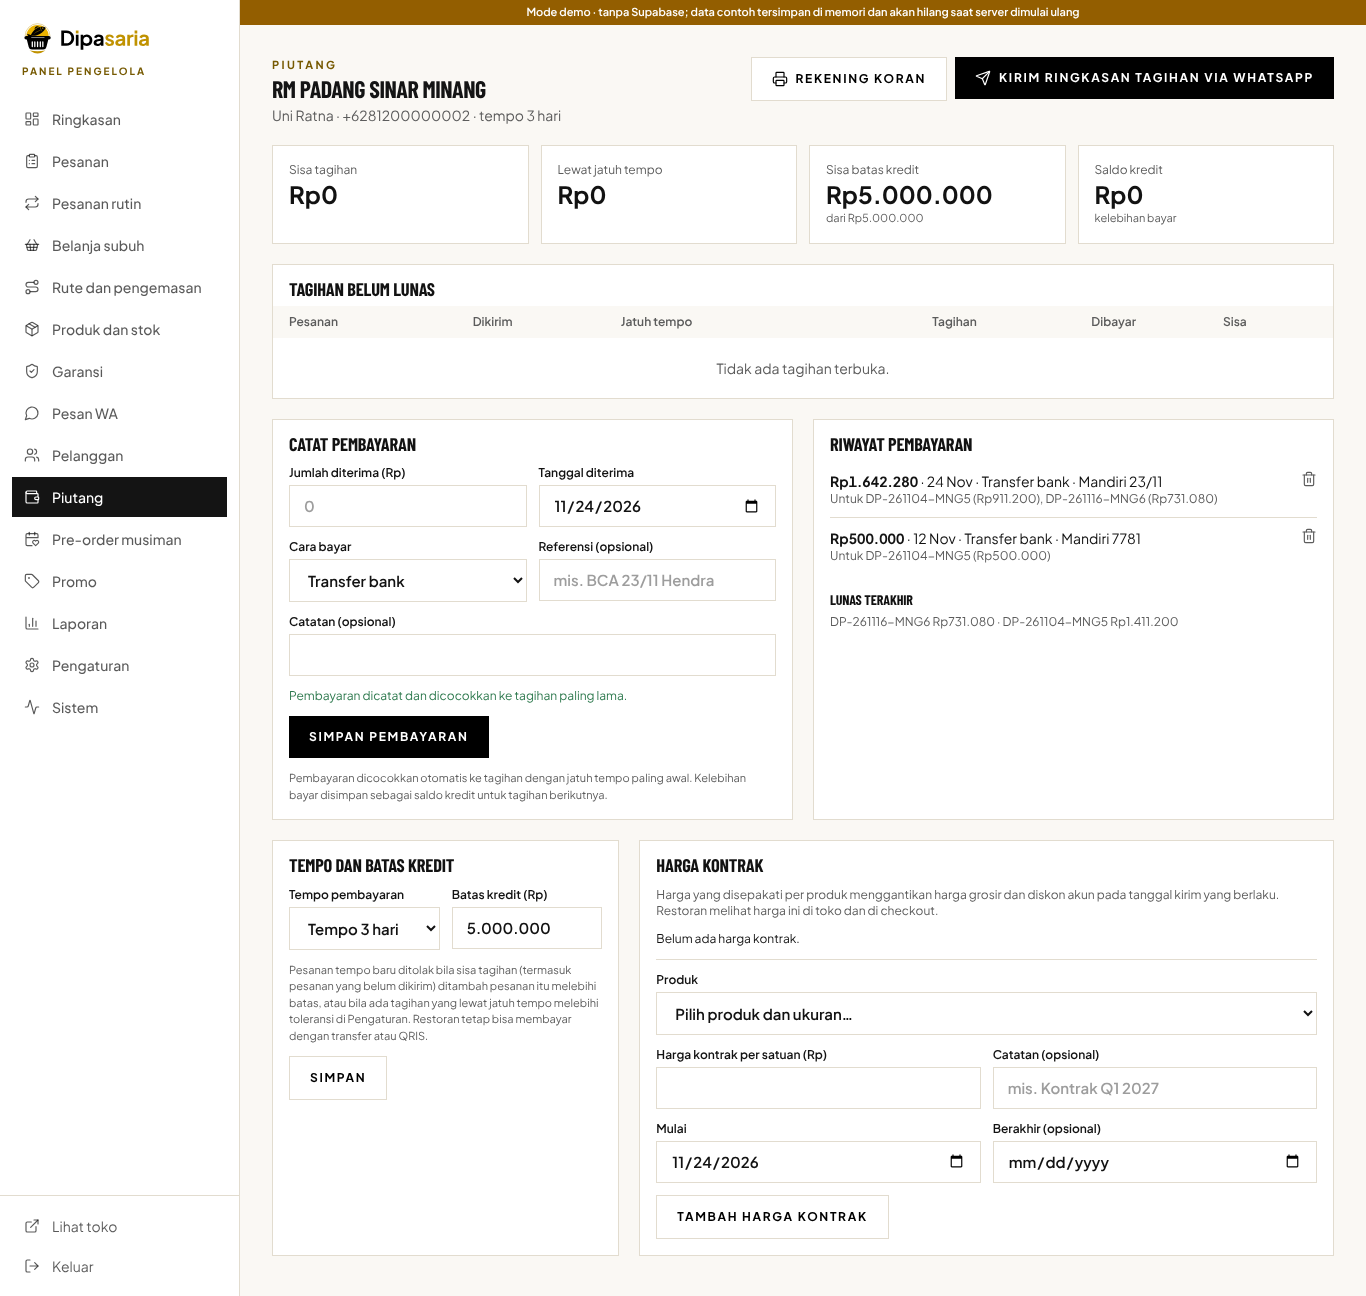 Mode demo · tanpa Supabase; data contoh tersimpan di memori dan akan hilang saat server dimulai ulang
Dipasaria
PANEL PENGELOLA
Ringkasan
Pesanan
Pesanan rutin
Belanja subuh
Rute dan pengemasan
Produk dan stok
Garansi
Pesan WA
Pelanggan
Piutang
Pre-order musiman
Promo
Laporan
Pengaturan
Sistem
Lihat toko
Keluar
PIUTANG
RM PADANG SINAR MINANG
Uni Ratna · +6281200000002 · tempo 3 hari
REKENING KORAN
KIRIM RINGKASAN TAGIHAN VIA WHATSAPP
Sisa tagihan
Rp0
Lewat jatuh tempo
Rp0
Sisa batas kredit
Rp5.000.000
dari Rp5.000.000
Saldo kredit
Rp0
kelebihan bayar
TAGIHAN BELUM LUNAS
Pesanan Dikirim Jatuh tempo Tagihan Dibayar Sisa
Tidak ada tagihan terbuka.
CATAT PEMBAYARAN
Jumlah diterima (Rp)
0
Tanggal diterima
11/24/2026
Cara bayar
Transfer bank
Referensi (opsional)
mis. BCA 23/11 Hendra
Catatan (opsional)
Pembayaran dicatat dan dicocokkan ke tagihan paling lama.
SIMPAN PEMBAYARAN
Pembayaran dicocokkan otomatis ke tagihan dengan jatuh tempo paling awal. Kelebihan
bayar disimpan sebagai saldo kredit untuk tagihan berikutnya.
RIWAYAT PEMBAYARAN
Rp1.642.280 · 24 Nov · Transfer bank · Mandiri 23/11
Untuk DP-261104-MNG5 (Rp911.200), DP-261116-MNG6 (Rp731.080)
Rp500.000 · 12 Nov · Transfer bank · Mandiri 7781
Untuk DP-261104-MNG5 (Rp500.000)
LUNAS TERAKHIR
DP-261116-MNG6 Rp731.080 · DP-261104-MNG5 Rp1.411.200
TEMPO DAN BATAS KREDIT
Tempo pembayaran
Tempo 3 hari
Batas kredit (Rp)
5.000.000
Pesanan tempo baru ditolak bila sisa tagihan (termasuk
pesanan yang belum dikirim) ditambah pesanan itu melebihi
batas, atau bila ada tagihan yang lewat jatuh tempo melebihi
toleransi di Pengaturan. Restoran tetap bisa membayar
dengan transfer atau QRIS.
SIMPAN
HARGA KONTRAK
Harga yang disepakati per produk menggantikan harga grosir dan diskon akun pada tanggal kirim yang berlaku.
Restoran melihat harga ini di toko dan di checkout.
Belum ada harga kontrak.
Produk
Pilih produk dan ukuran...
Harga kontrak per satuan (Rp)
Catatan (opsional)
mis. Kontrak Q1 2027
Mulai
11/24/2026
Berakhir (opsional)
mm/dd/yyyy
TAMBAH HARGA KONTRAK